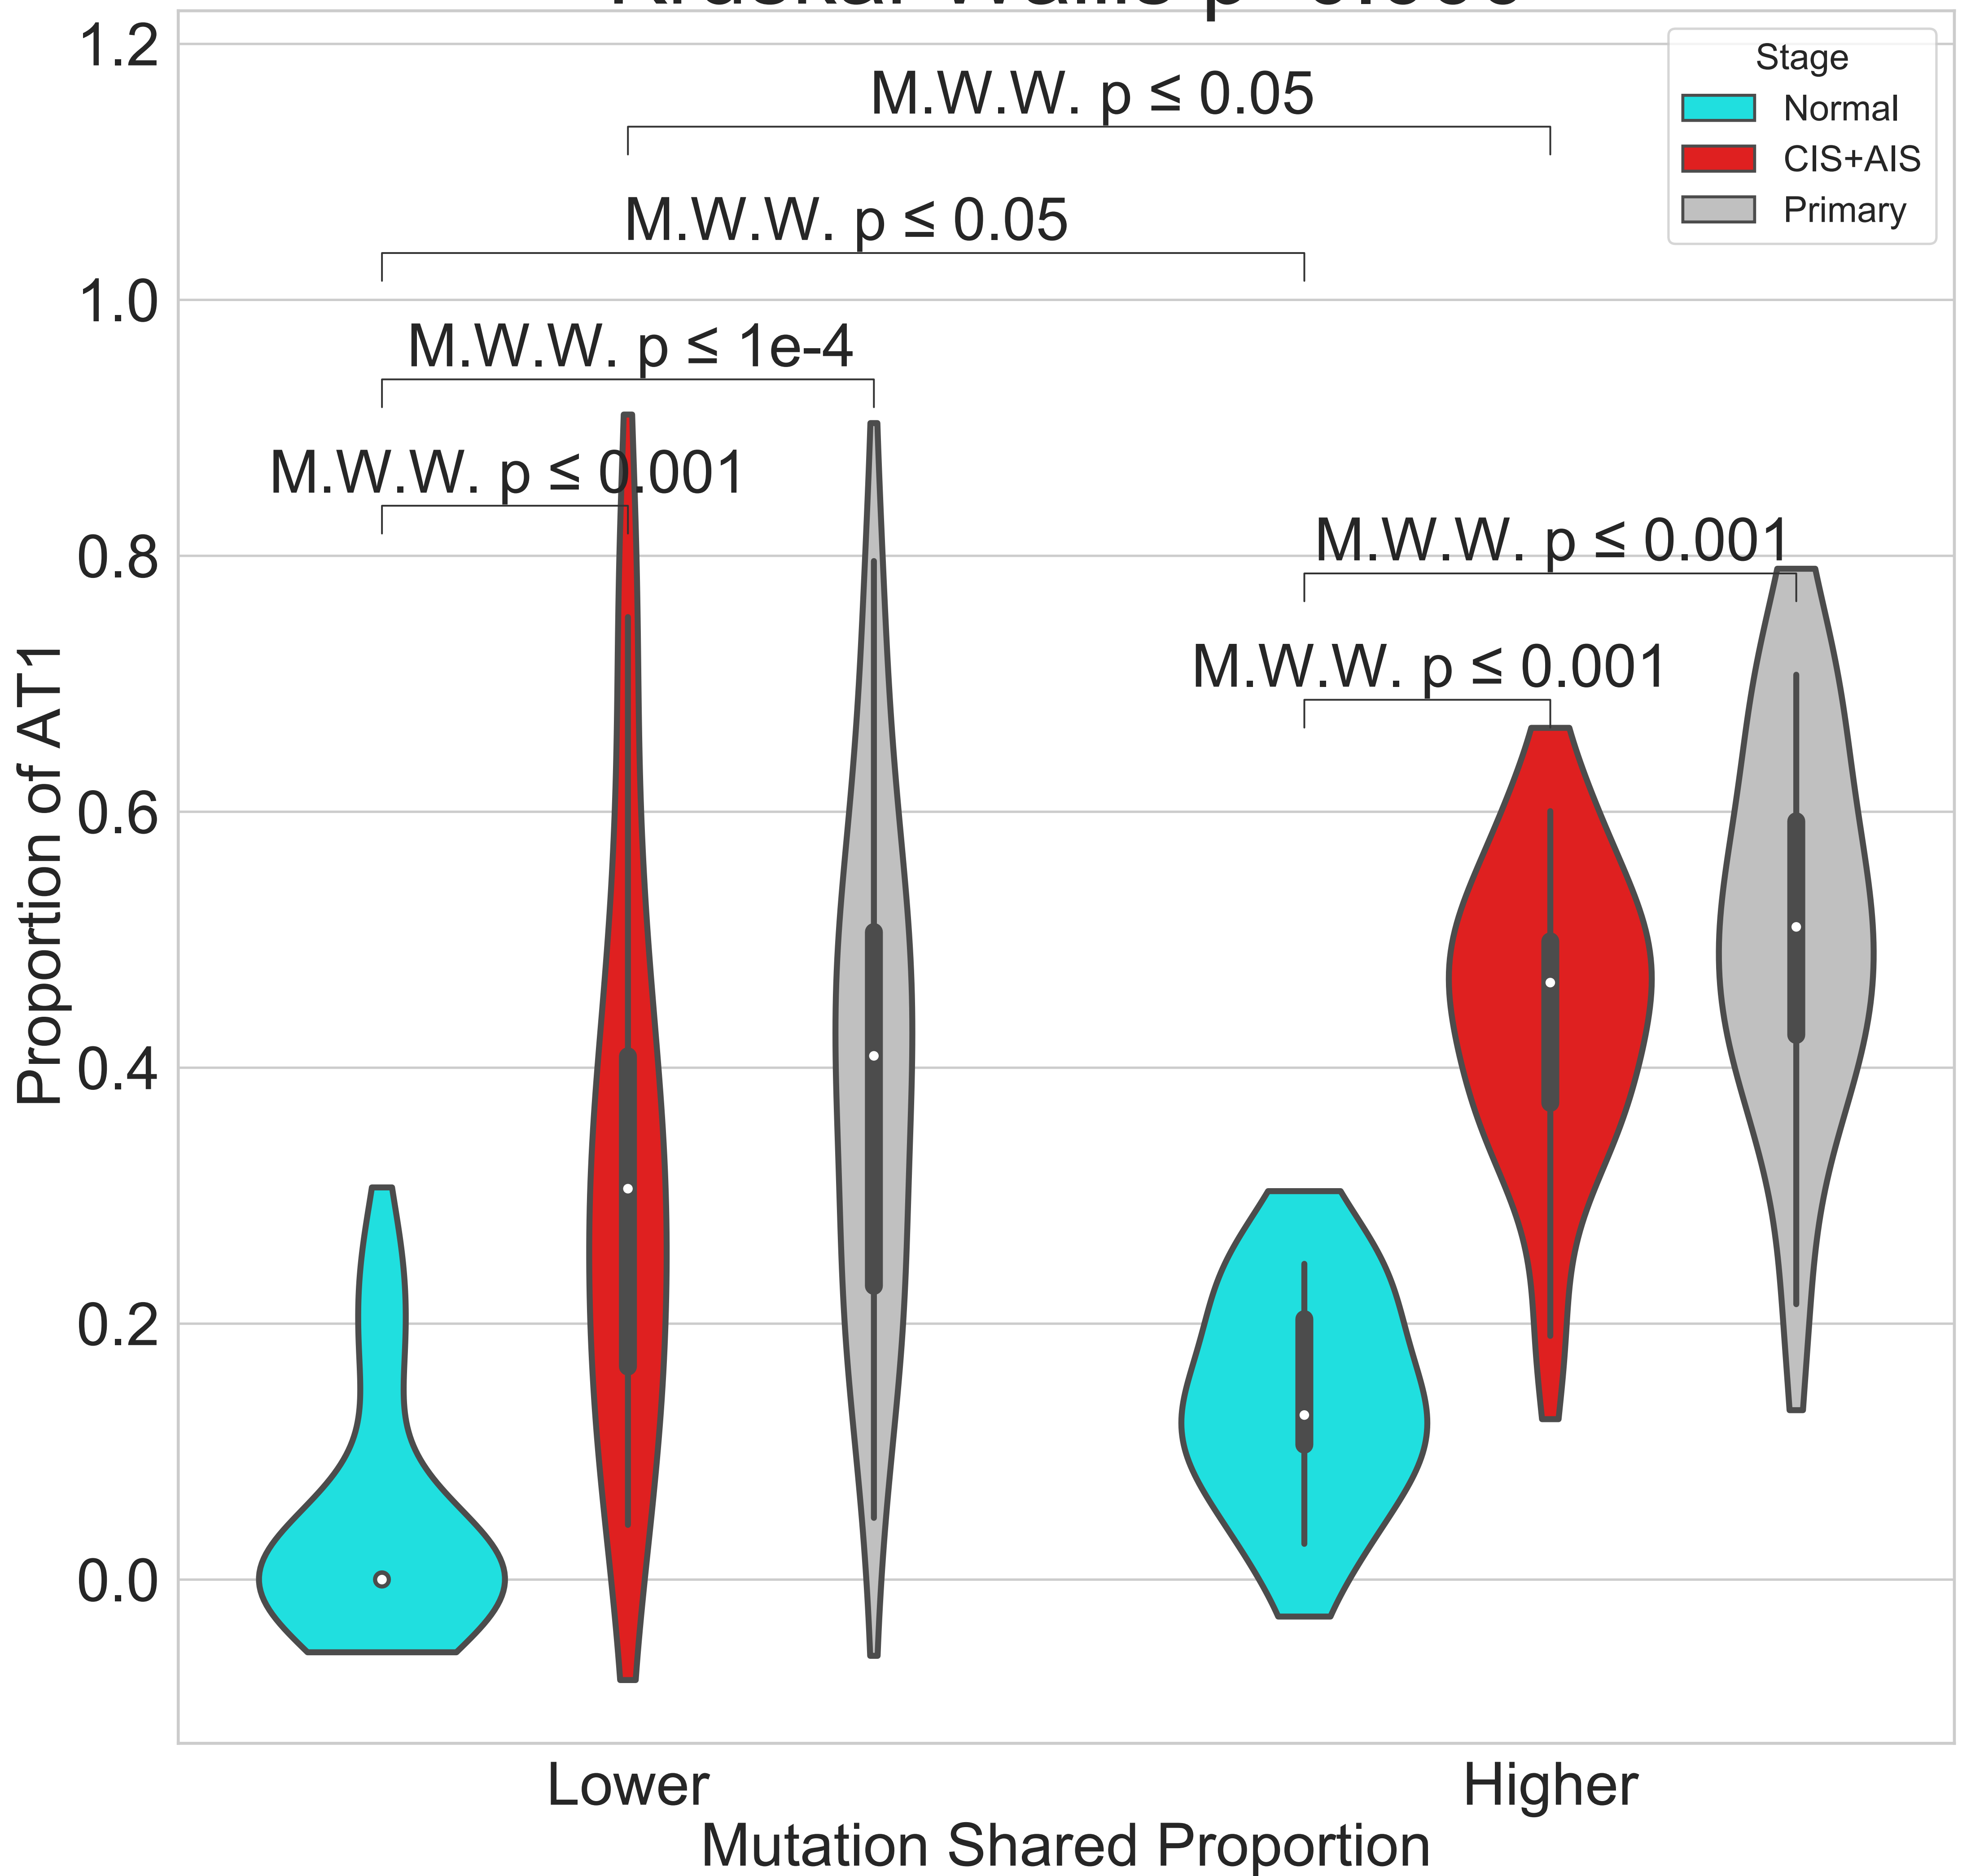 1.2
1.0
0.8
0.6
0.4
0.2
0.0
Proportion of AT1
M.W.W. p ≤ 0.05
M.W.W. p ≤ 0.05
M.W.W. p ≤ 1e-4
M.W.W. p ≤ 0.001
M.W.W. p ≤ 0.001
M.W.W. p ≤ 0.001
Stage
Normal
CIS+AIS
Primary
Lower
Higher
Mutation Shared Proportion